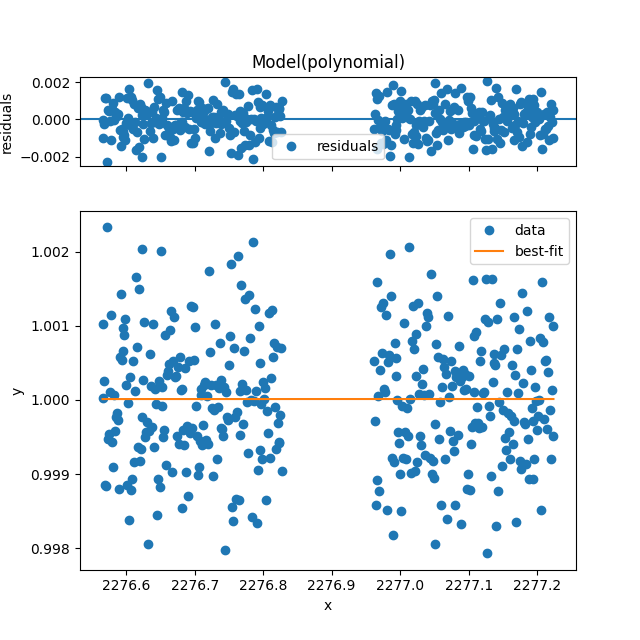 Model(polynomial)
0.002
0.000
−0.002
residuals
residuals
1.002
1.001
1.000
0.999
0.998
y
data
best-fit
2276.6 2276.7 2276.8 2276.9 2277.0 2277.1 2277.2
x